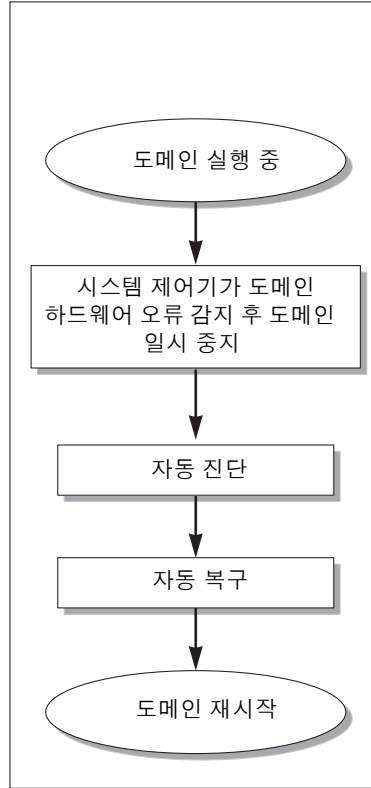 도메인 실행 중
시스템 제어기가 도메인
하드웨어 오류 감지 후 도메인
일시 중지
자동 진단
자동 복구
도메인 재시작